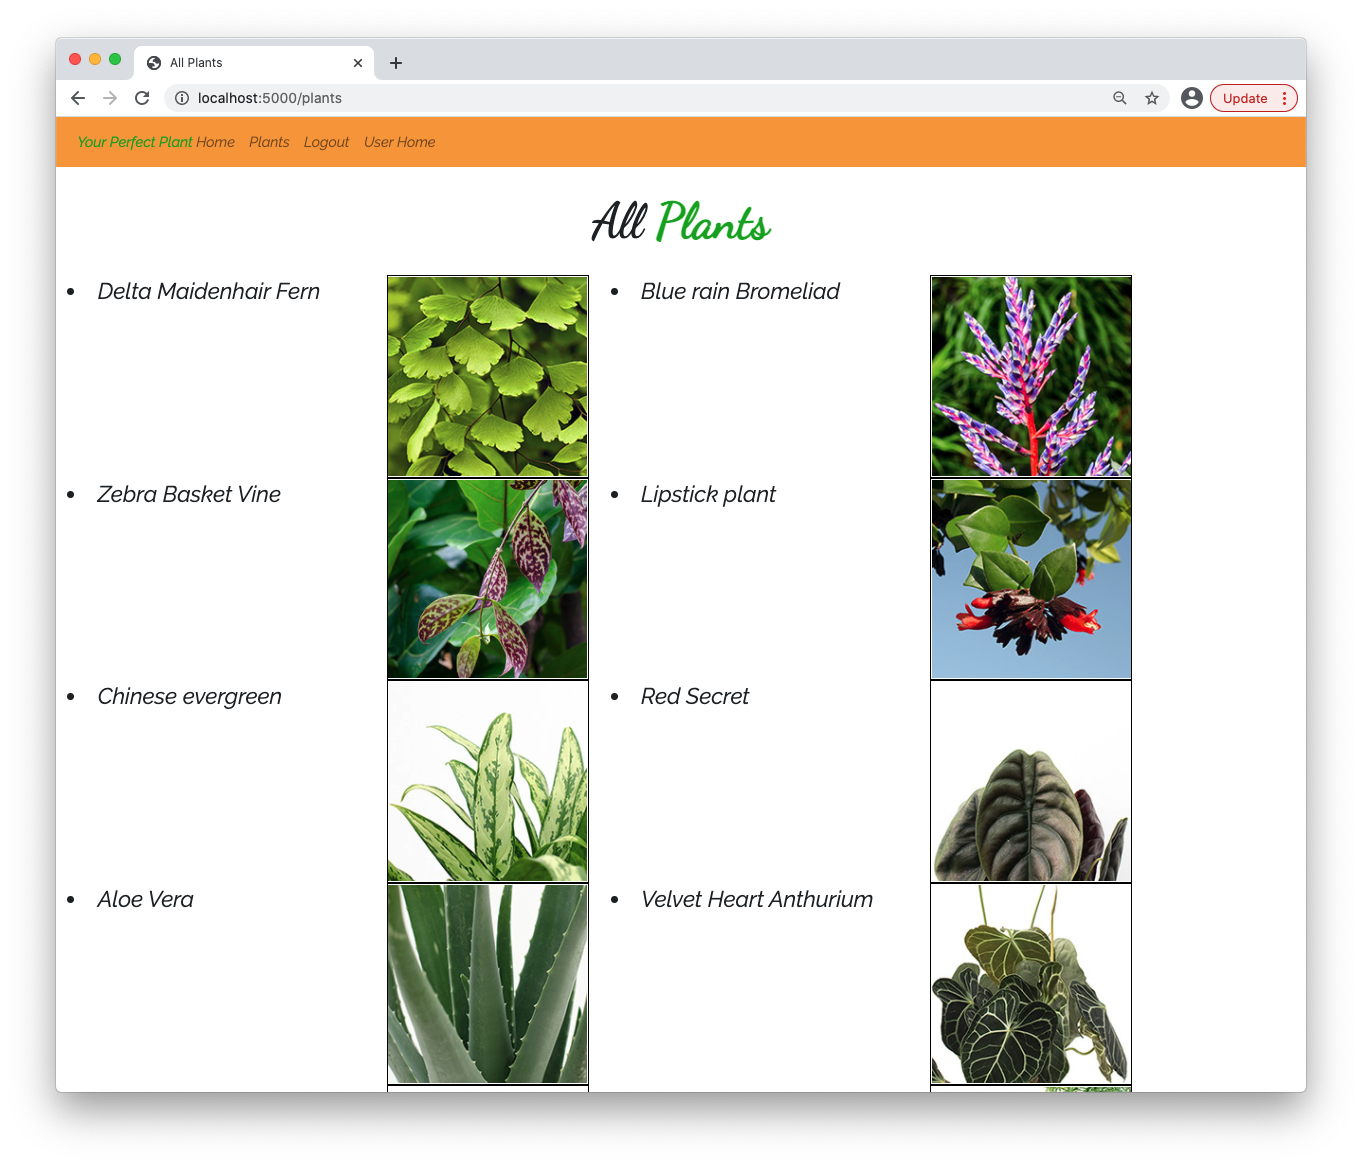 All Plants
localhost:5000/plants
Update
Your Perfect Plant Home Plants Logout User Home
All Plants
Delta Maidenhair Fern
Blue rain Bromeliad
Zebra Basket Vine
Lipstick plant
Chinese evergreen
Red Secret
Aloe Vera
Velvet Heart Anthurium